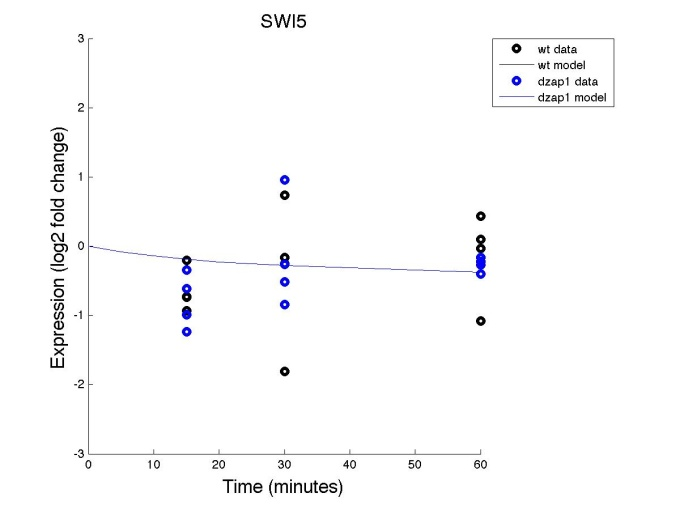 SWI5
3
2
1
0
-1
-2
-3
Expression (log2 fold change)
0 10 20 30 40 50 60
Time (minutes)
wt data
wt model
dzap1 data
dzap1 model